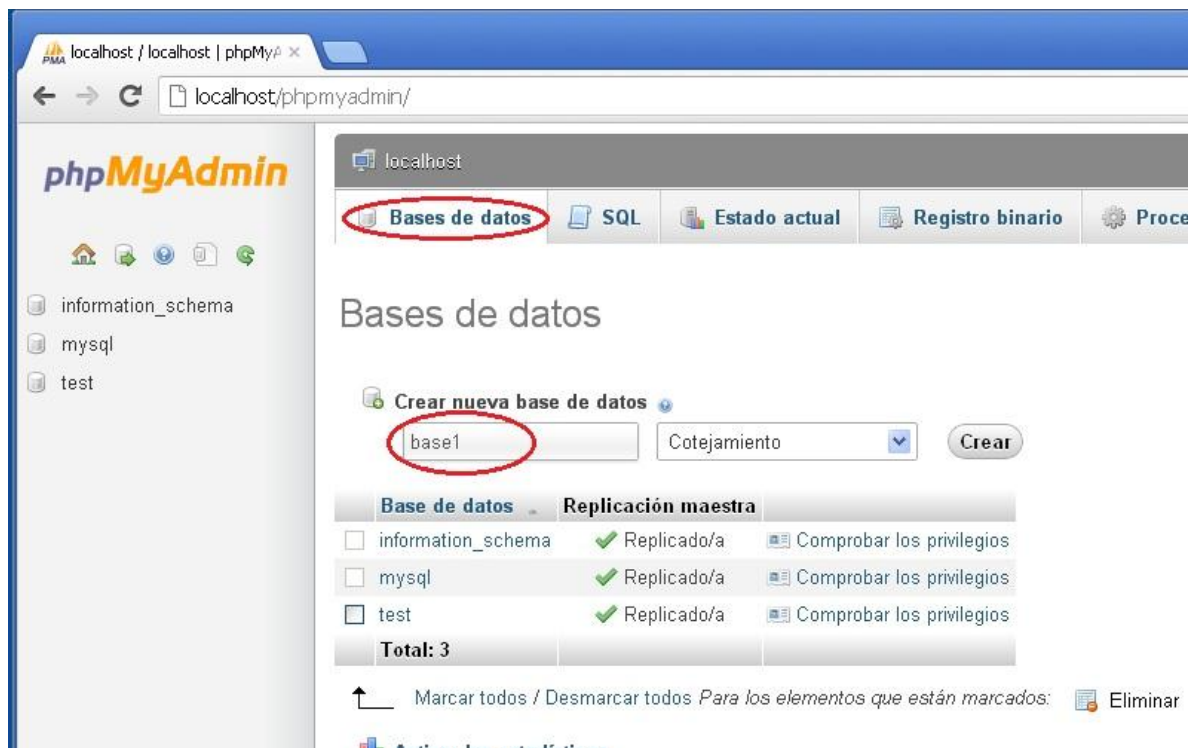 localhost / localhost | phpMyA
localhost/phpmyadmin/
phpMyAdmin
localhost
Bases de datos SQL Estado actual Registro binario Proce
information_schema
mysql
test
Bases de datos
Crear nueva base de datos
base1 Cotejamiento Crear
Base de datos Replicación maestra
information_schema Replicado/a Comprobar los privilegios
mysql Replicado/a Comprobar los privilegios
test Replicado/a Comprobar los privilegios
Total: 3
Marcar todos / Desmarcar todos Para los elementos que están marcados: Eliminar